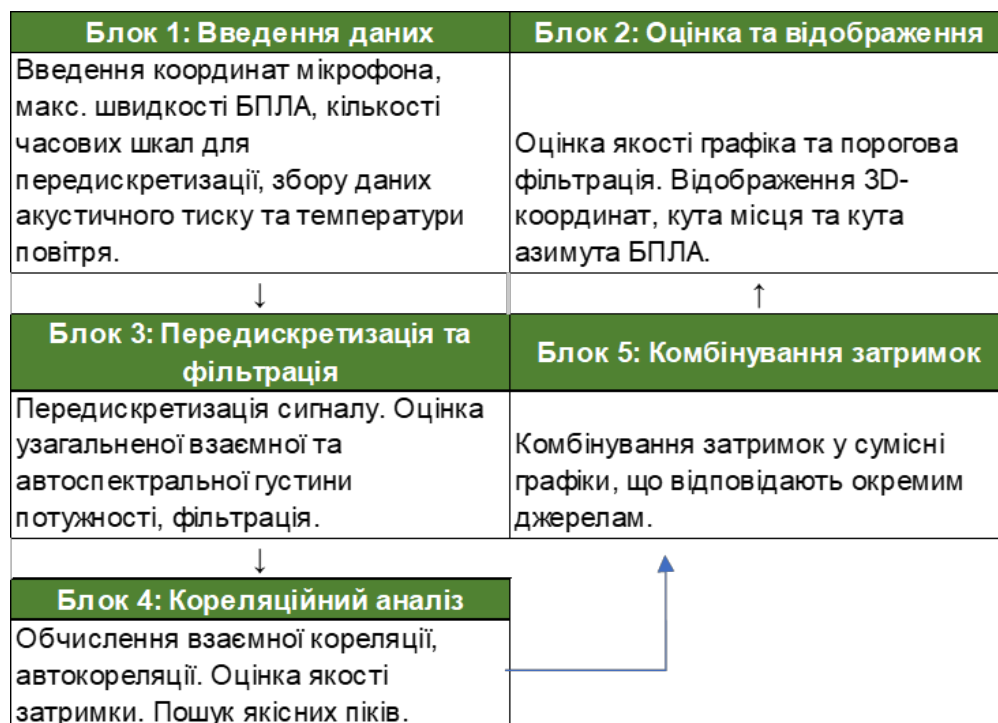 Блок 1: Введення даних
Введення координат мікрофона,
макс. швидкості БПЛА, кількості
часових шкал для
передискретизації, збору даних
акустичного тиску та температури
повітря.
↓
Блок 2: Оцінка та відображення
Оцінка якості графіка та порогова
фільтрація. Відображення 3D-
координат, кута місця та кута
азимута БПЛА.
↑
Блок 3: Передискретизація та
фільтрація
Передискретизація сигналу. Оцінка
узагальненої взаємної та
автоспектральної густини
потужності, фільтрація.
↓
Блок 5: Комбінування затримок
Комбінування затримок у сумісні
графіки, що відповідають окремим
джерелам.
Блок 4: Кореляційний аналіз
Обчислення взаємної кореляції,
автокореляції. Оцінка якості
затримки. Пошук якісних піків.